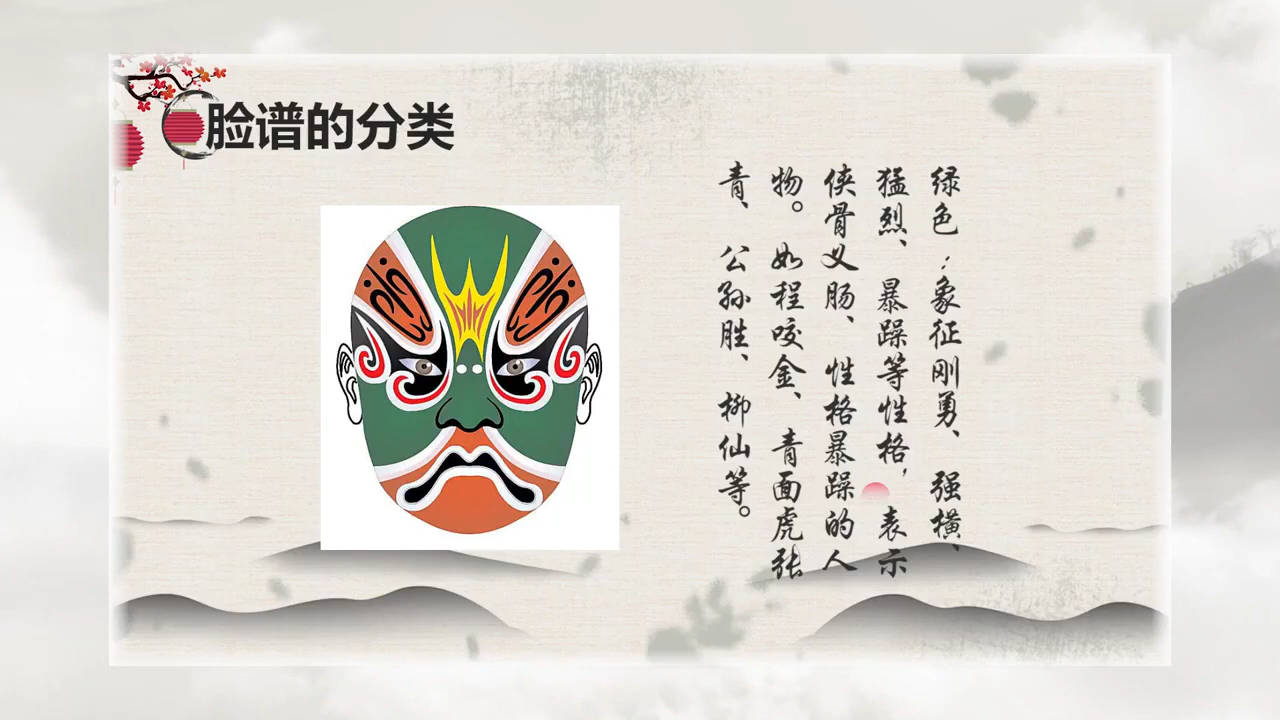 脸谱的分类
绿色:象征刚勇、强横、
猛烈、暴躁等性格,表示
侠骨义肠、性格暴躁的人
物。如程咬金、青面虎张
青、公孙胜、柳仙等。